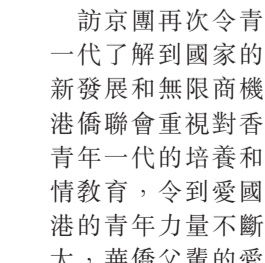 訪京團再次令青
一代了解到國家的
新發展和無限商機
港僑聯會重視對香
青年一代的培養和
情教育，令到愛國
港的青年力量不斷
大，華僑父輩的愛